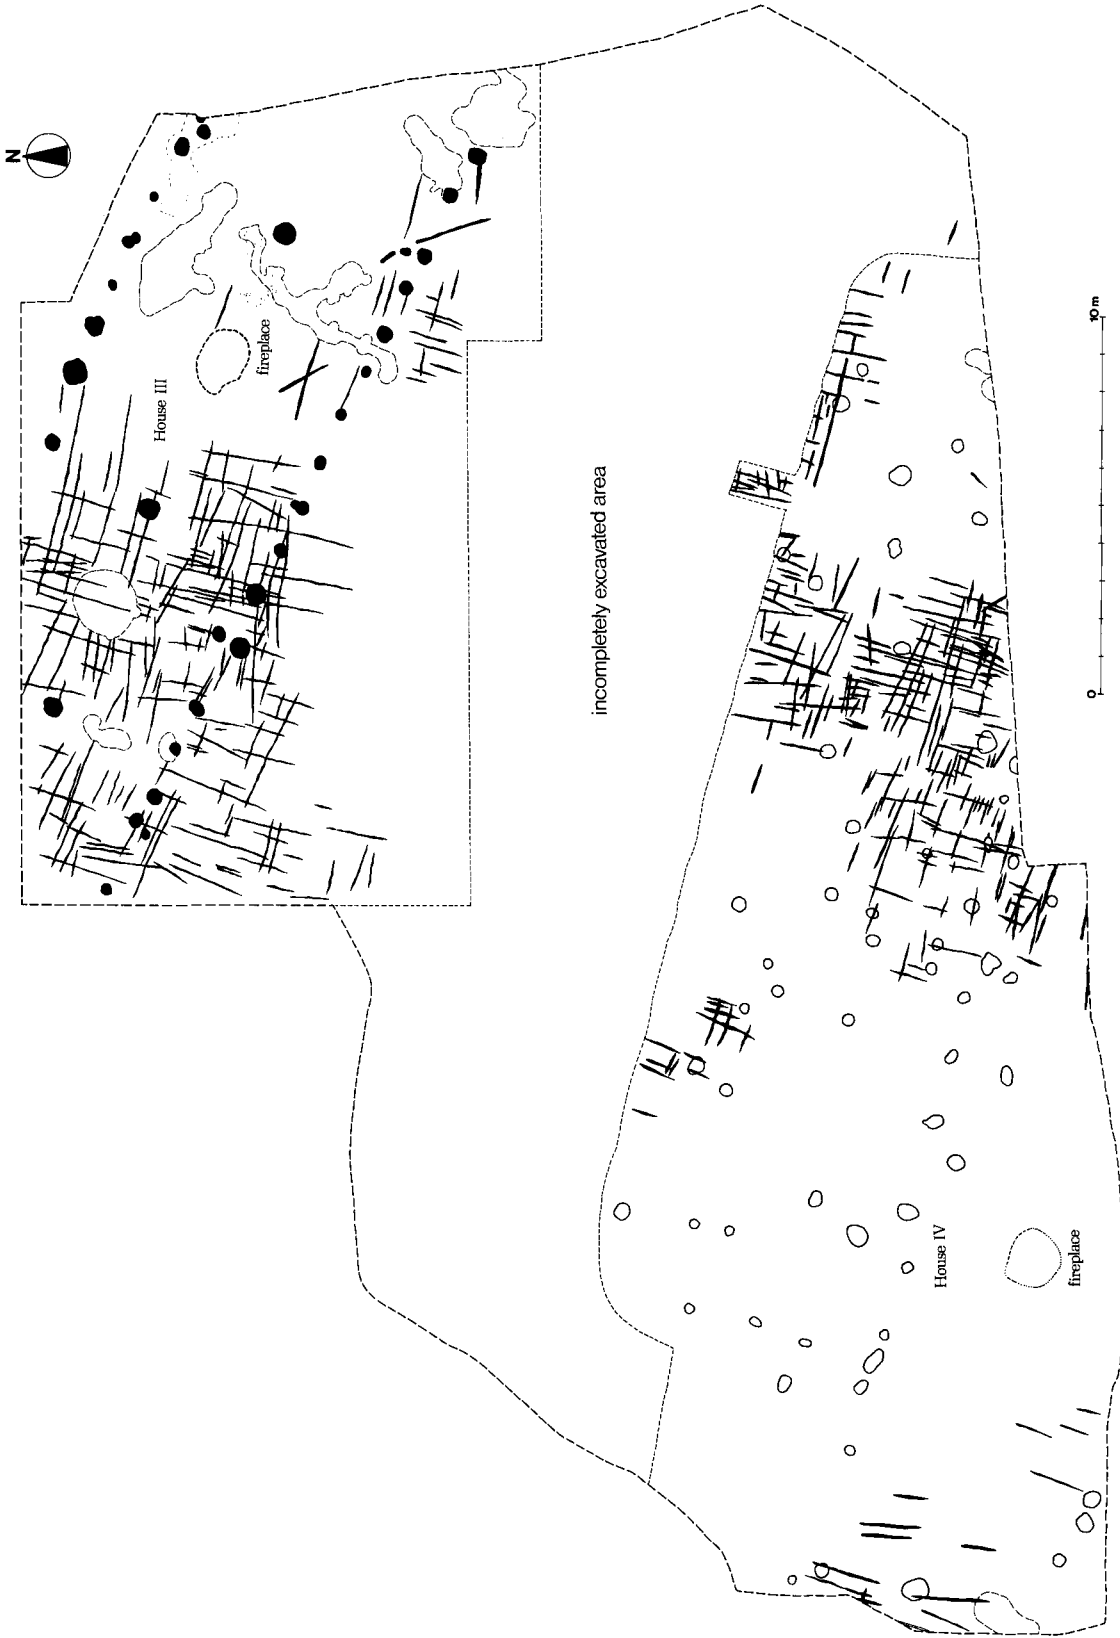 N
House III
fireplace
incompletely excavated area
0
10 m
House IV
fireplace